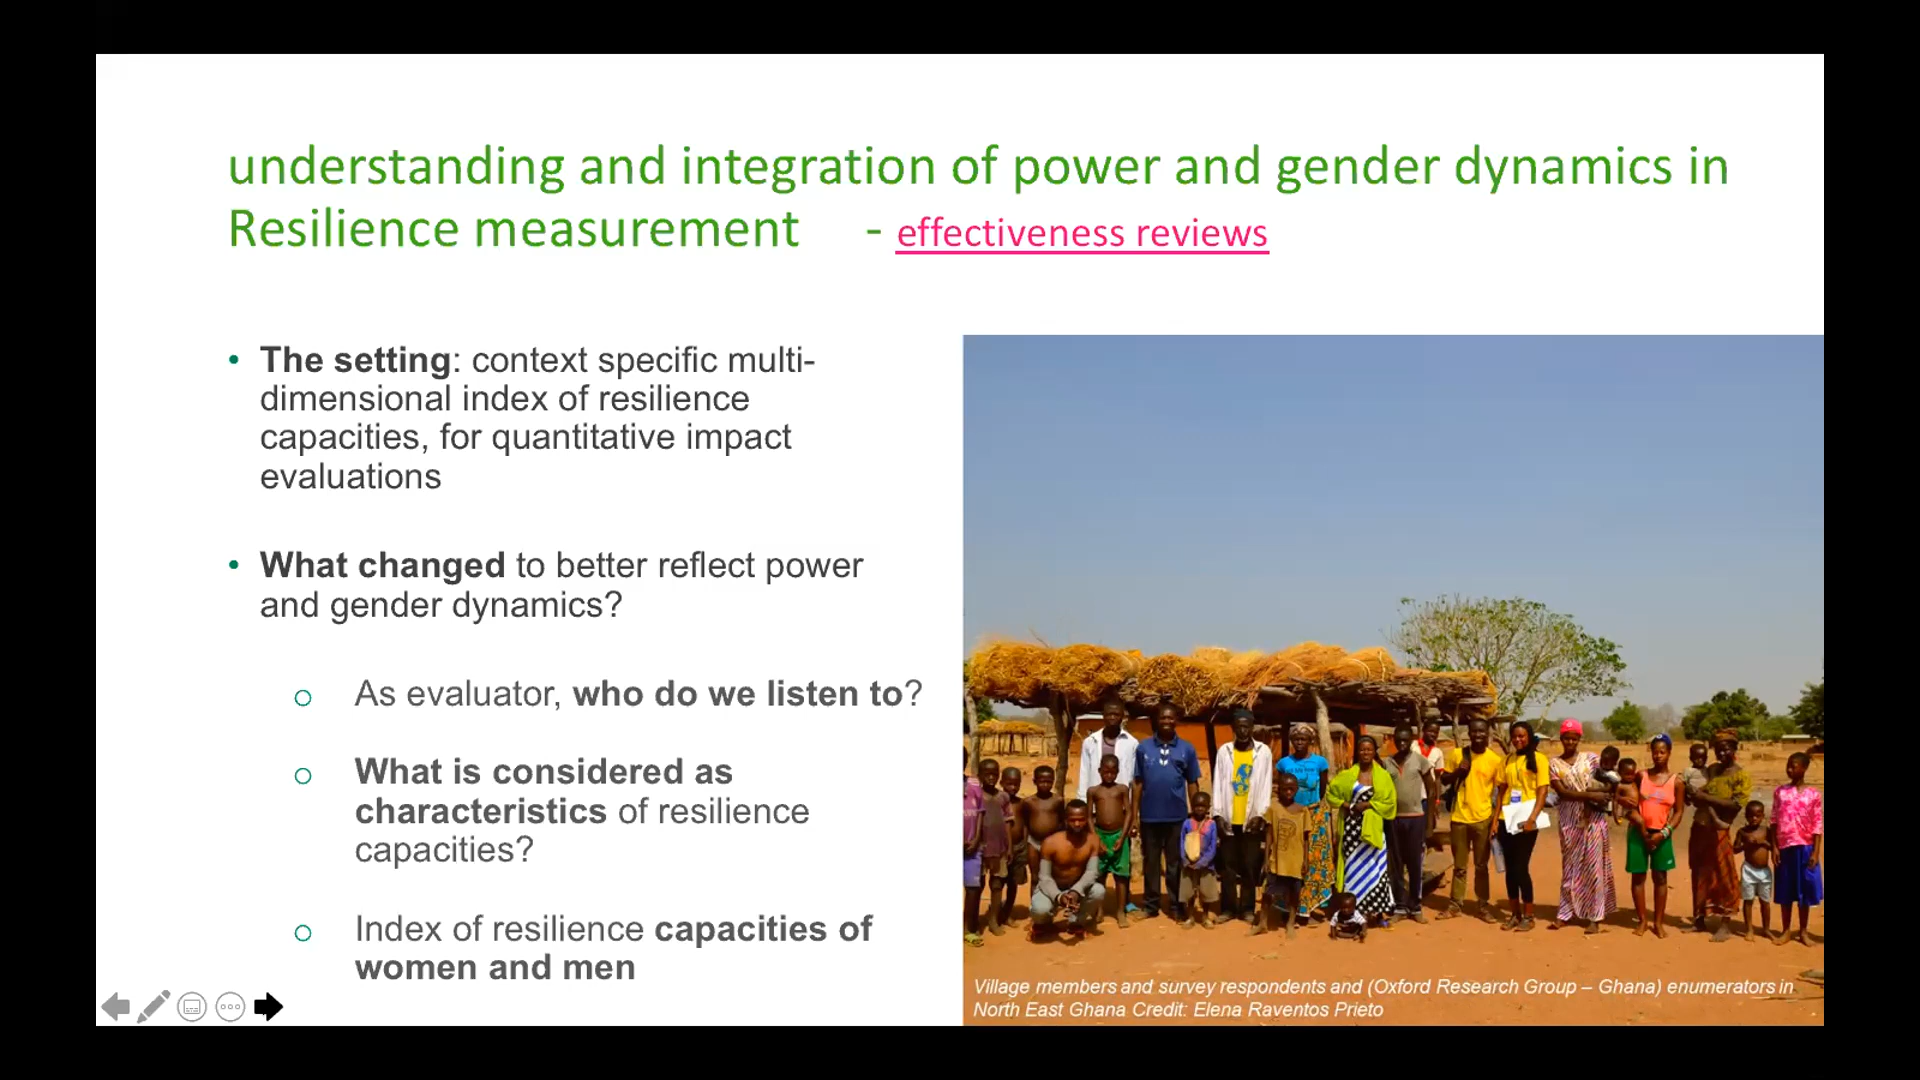 understanding and integration of power and gender dynamics in
Resilience measurement - effectiveness reviews
• The setting: context specific multi-
dimensional index of resilience
capacities, for quantitative impact
evaluations
• What changed to better reflect power
and gender dynamics?
o As evaluator, who do we listen to?
o What is considered as
characteristics of resilience
capacities?
o Index of resilience capacities of
women and men
Village members and survey respondents and (Oxford Research Group – Ghana) enumerators in
North East Ghana Credit: Elena Raventos Prieto